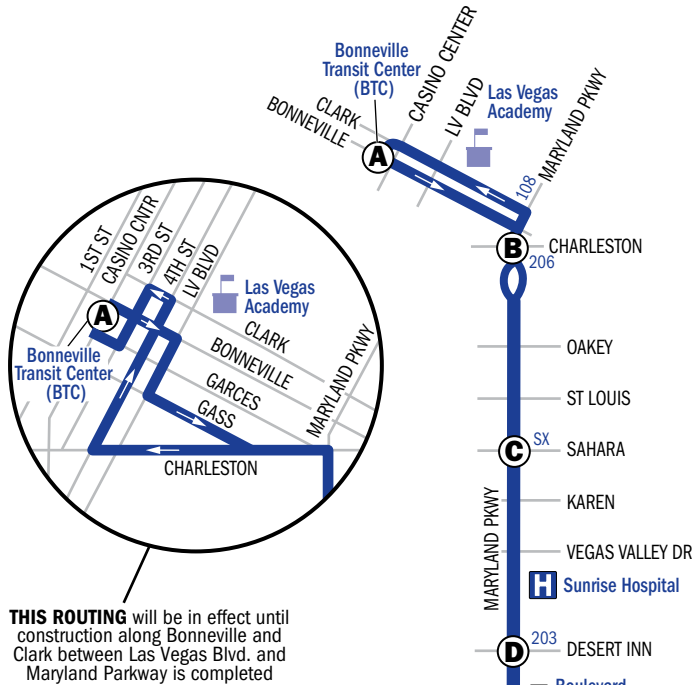 Bonneville
Transit Center
(BTC)
CASINO CENTER
LV BLVD
Las Vegas
Academy
MARYLAND PKWY
CLARK
BONNEVILLE
A
108
B
CHARLESTON
206
OAKEY
ST LOUIS
C
SX
SAHARA
KAREN
MARYLAND PKWY
VEGAS VALLEY DR
H
Sunrise Hospital
D
203
DESERT INN
Boulevard
1ST ST
CASINO CNTR
3RD ST
4TH ST
LV BLVD
Las Vegas
Academy
A
Bonneville
Transit Center
(BTC)
CLARK
BONNEVILLE
GARCES
GASS
MARYLAND PKWY
CHARLESTON
THIS ROUTING will be in effect until
construction along Bonneville and
Clark between Las Vegas Blvd. and
Maryland Parkway is completed